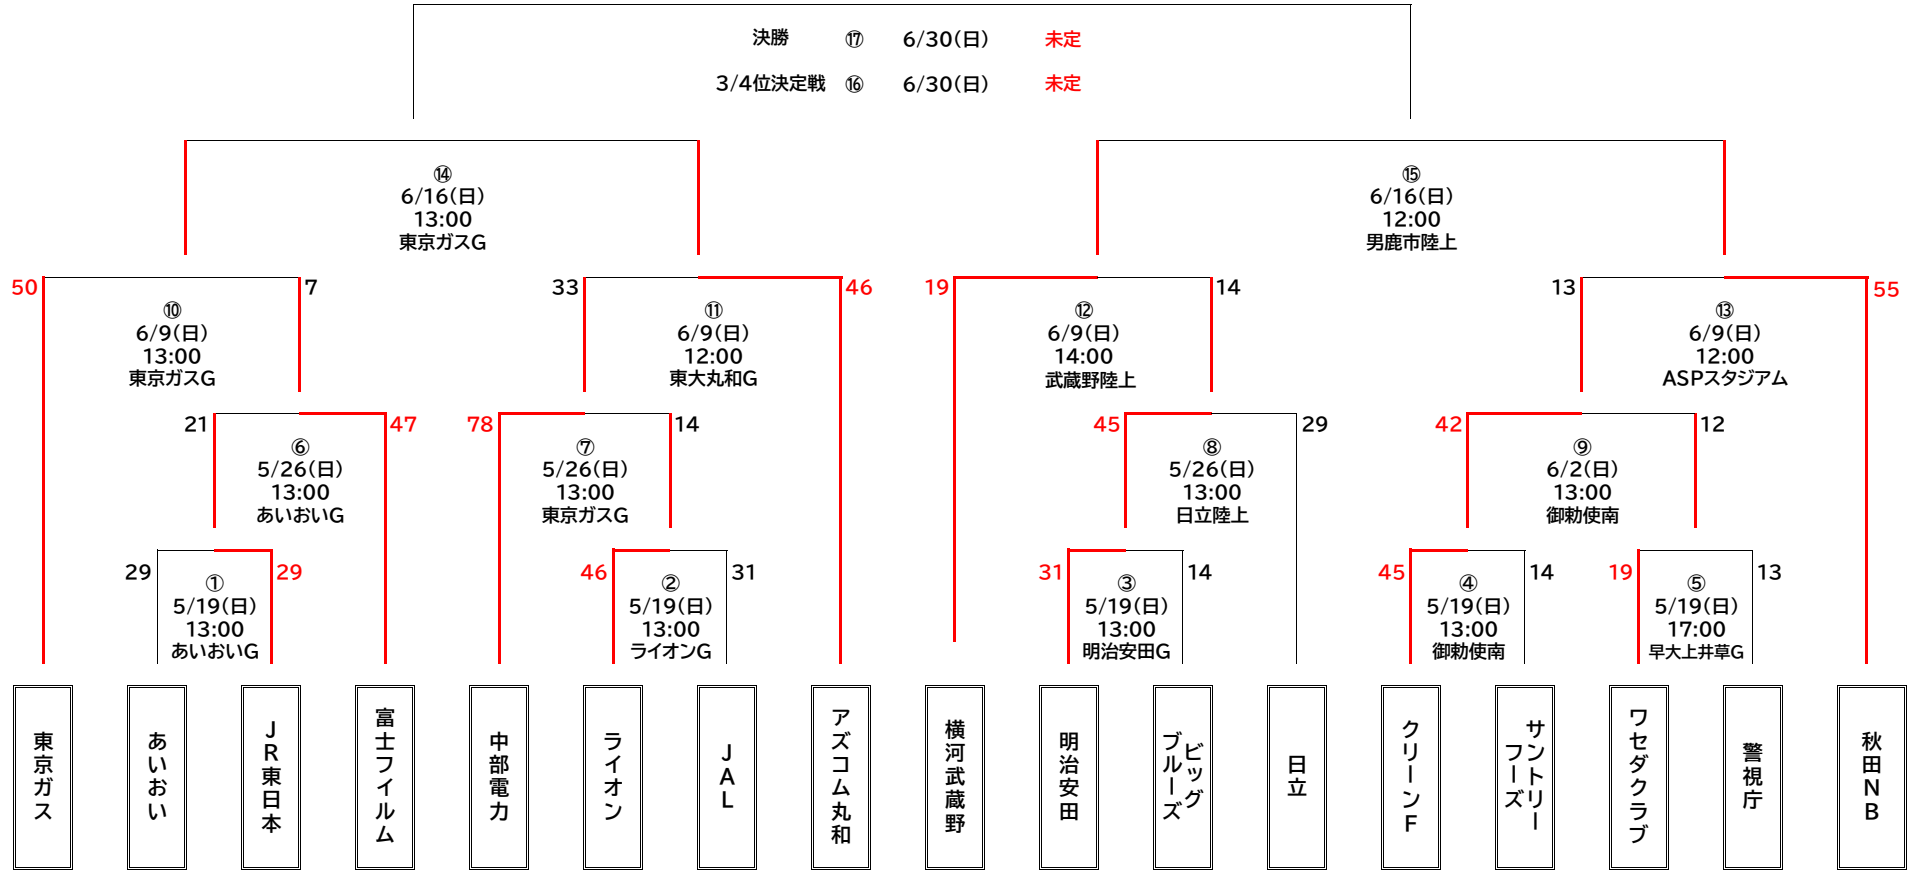 決勝 ⑰ 6/30(日) 未定
3/4位決定戦 ⑯ 6/30(日) 未定
⑭
6/16(日)
13:00
東京ガスG
⑮
6/16(日)
12:00
男鹿市陸上
50 7
⑩
6/9(日)
13:00
東京ガスG
33 46
⑪
6/9(日)
12:00
東大丸和G
19 14
⑫
6/9(日)
14:00
武蔵野陸上
13 55
⑬
6/9(日)
12:00
ASPスタジアム
21 47
⑥
5/26(日)
13:00
あいおいG
78 14
⑦
5/26(日)
13:00
東京ガスG
45 29
⑧
5/26(日)
13:00
日立陸上
42 12
⑨
6/2(日)
13:00
御勅使南
29 29
①
5/19(日)
13:00
あいおいG
46 31
②
5/19(日)
13:00
ライオンG
31 14
③
5/19(日)
13:00
明治安田G
45 14
④
5/19(日)
13:00
御勅使南
19 13
⑤
5/19(日)
17:00
早大上井草G
東京ガス
あいおい
JR東日本
富士フイルム
中部電力
ライオン
JAL
アズコム丸和
横河武蔵野
明治安田
ビッグ
ブルーズ
日立
クリーンF
サントリー
フーズ
ワセダクラブ
警視庁
秋田NB